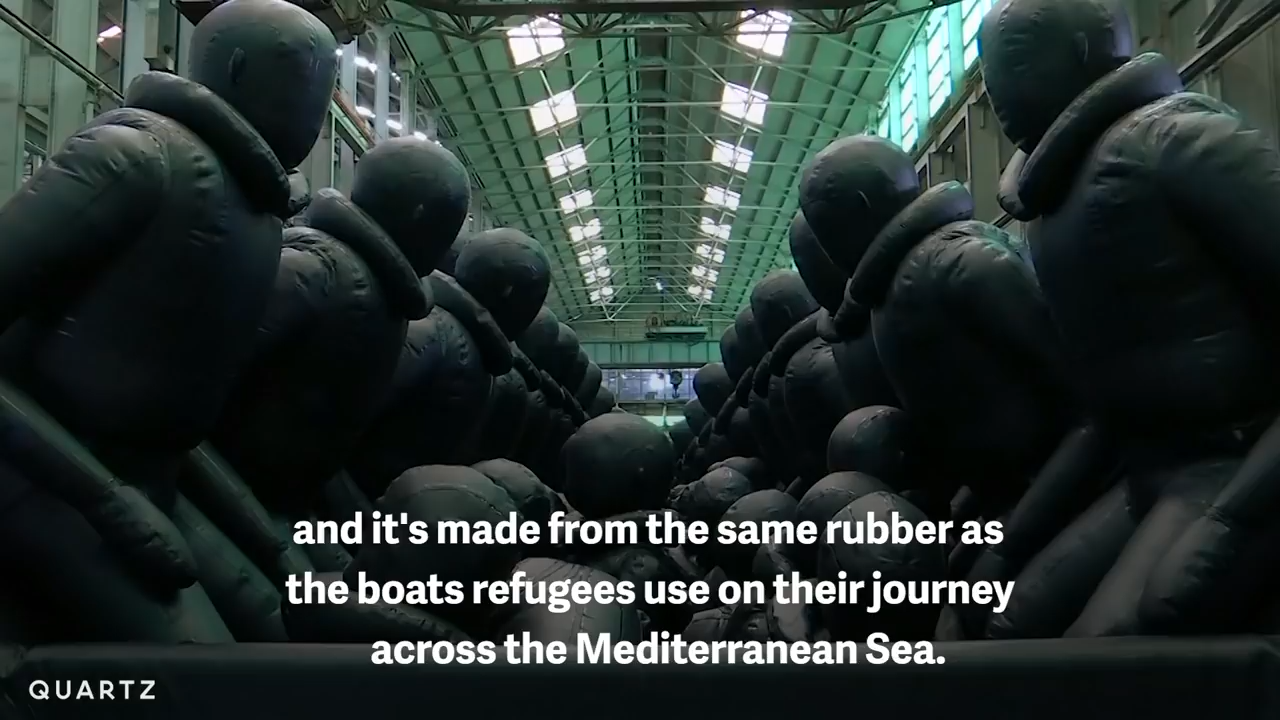 and it's made from the same rubber as
the boats refugees use on their journey
across the Mediterranean Sea.
QUARTZ